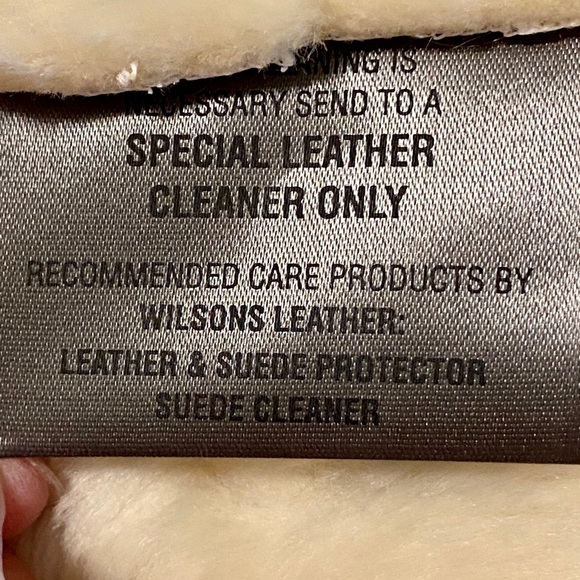 IS
NECESSARY SEND TO A
SPECIAL LEATHER
CLEANER ONLY
RECOMMENDED CARE PRODUCTS BY
WILSONS LEATHER:
LEATHER & SUEDE PROTECTOR
SUEDE CLEANER